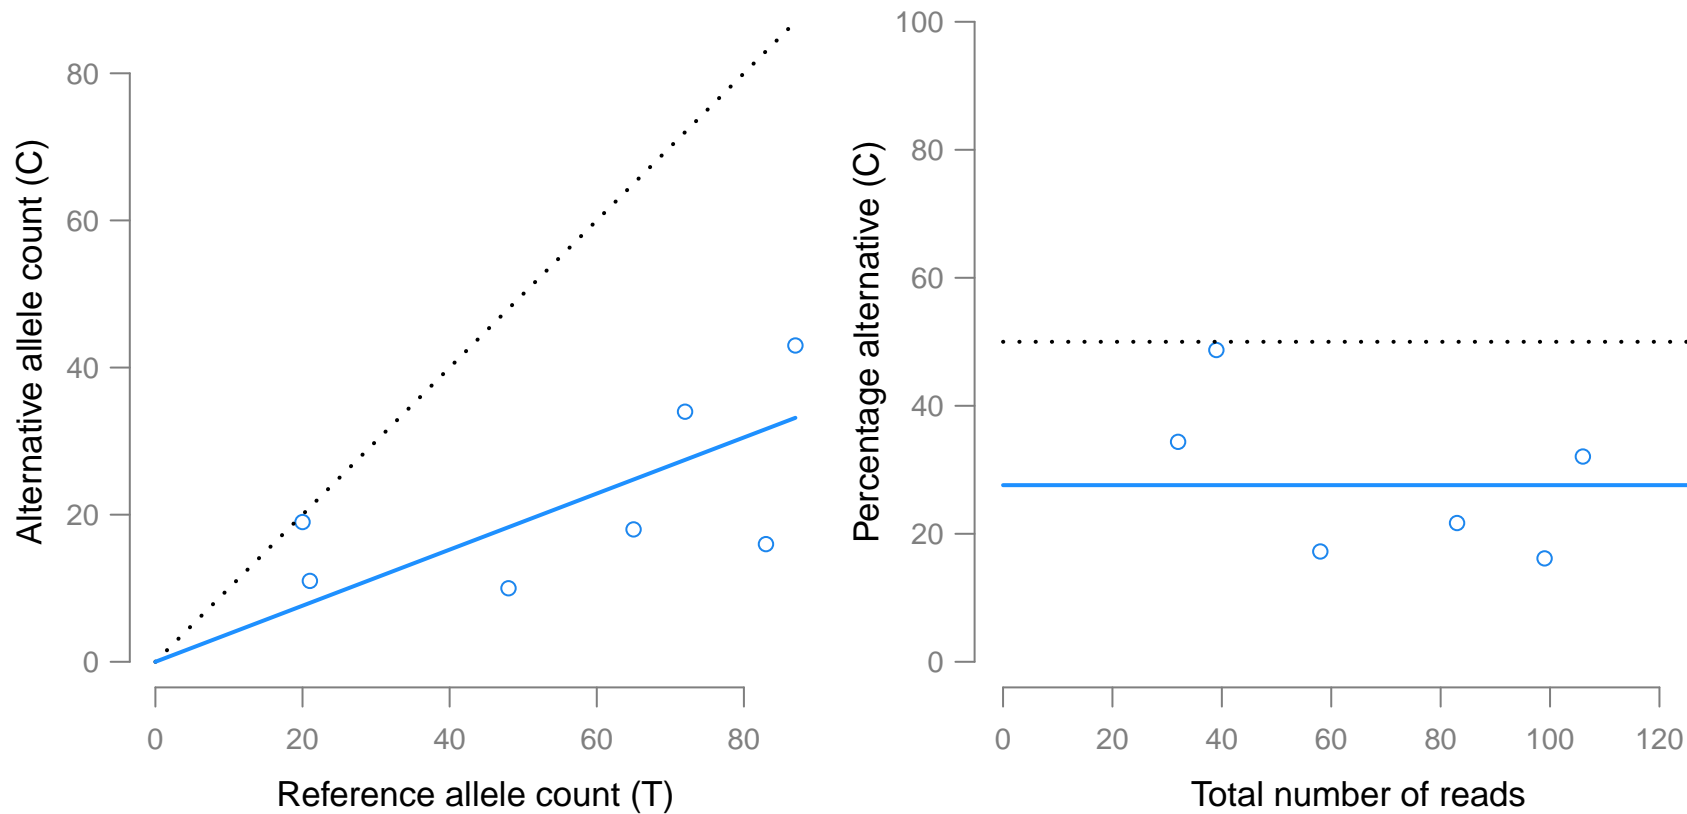 Alternative allele count (C)
80
60
40
20
0
0 20 40 60 80
Reference allele count (T)
Percentage alternative (C)
100
80
60
40
20
0
0 20 40 60 80 100 120
Total number of reads